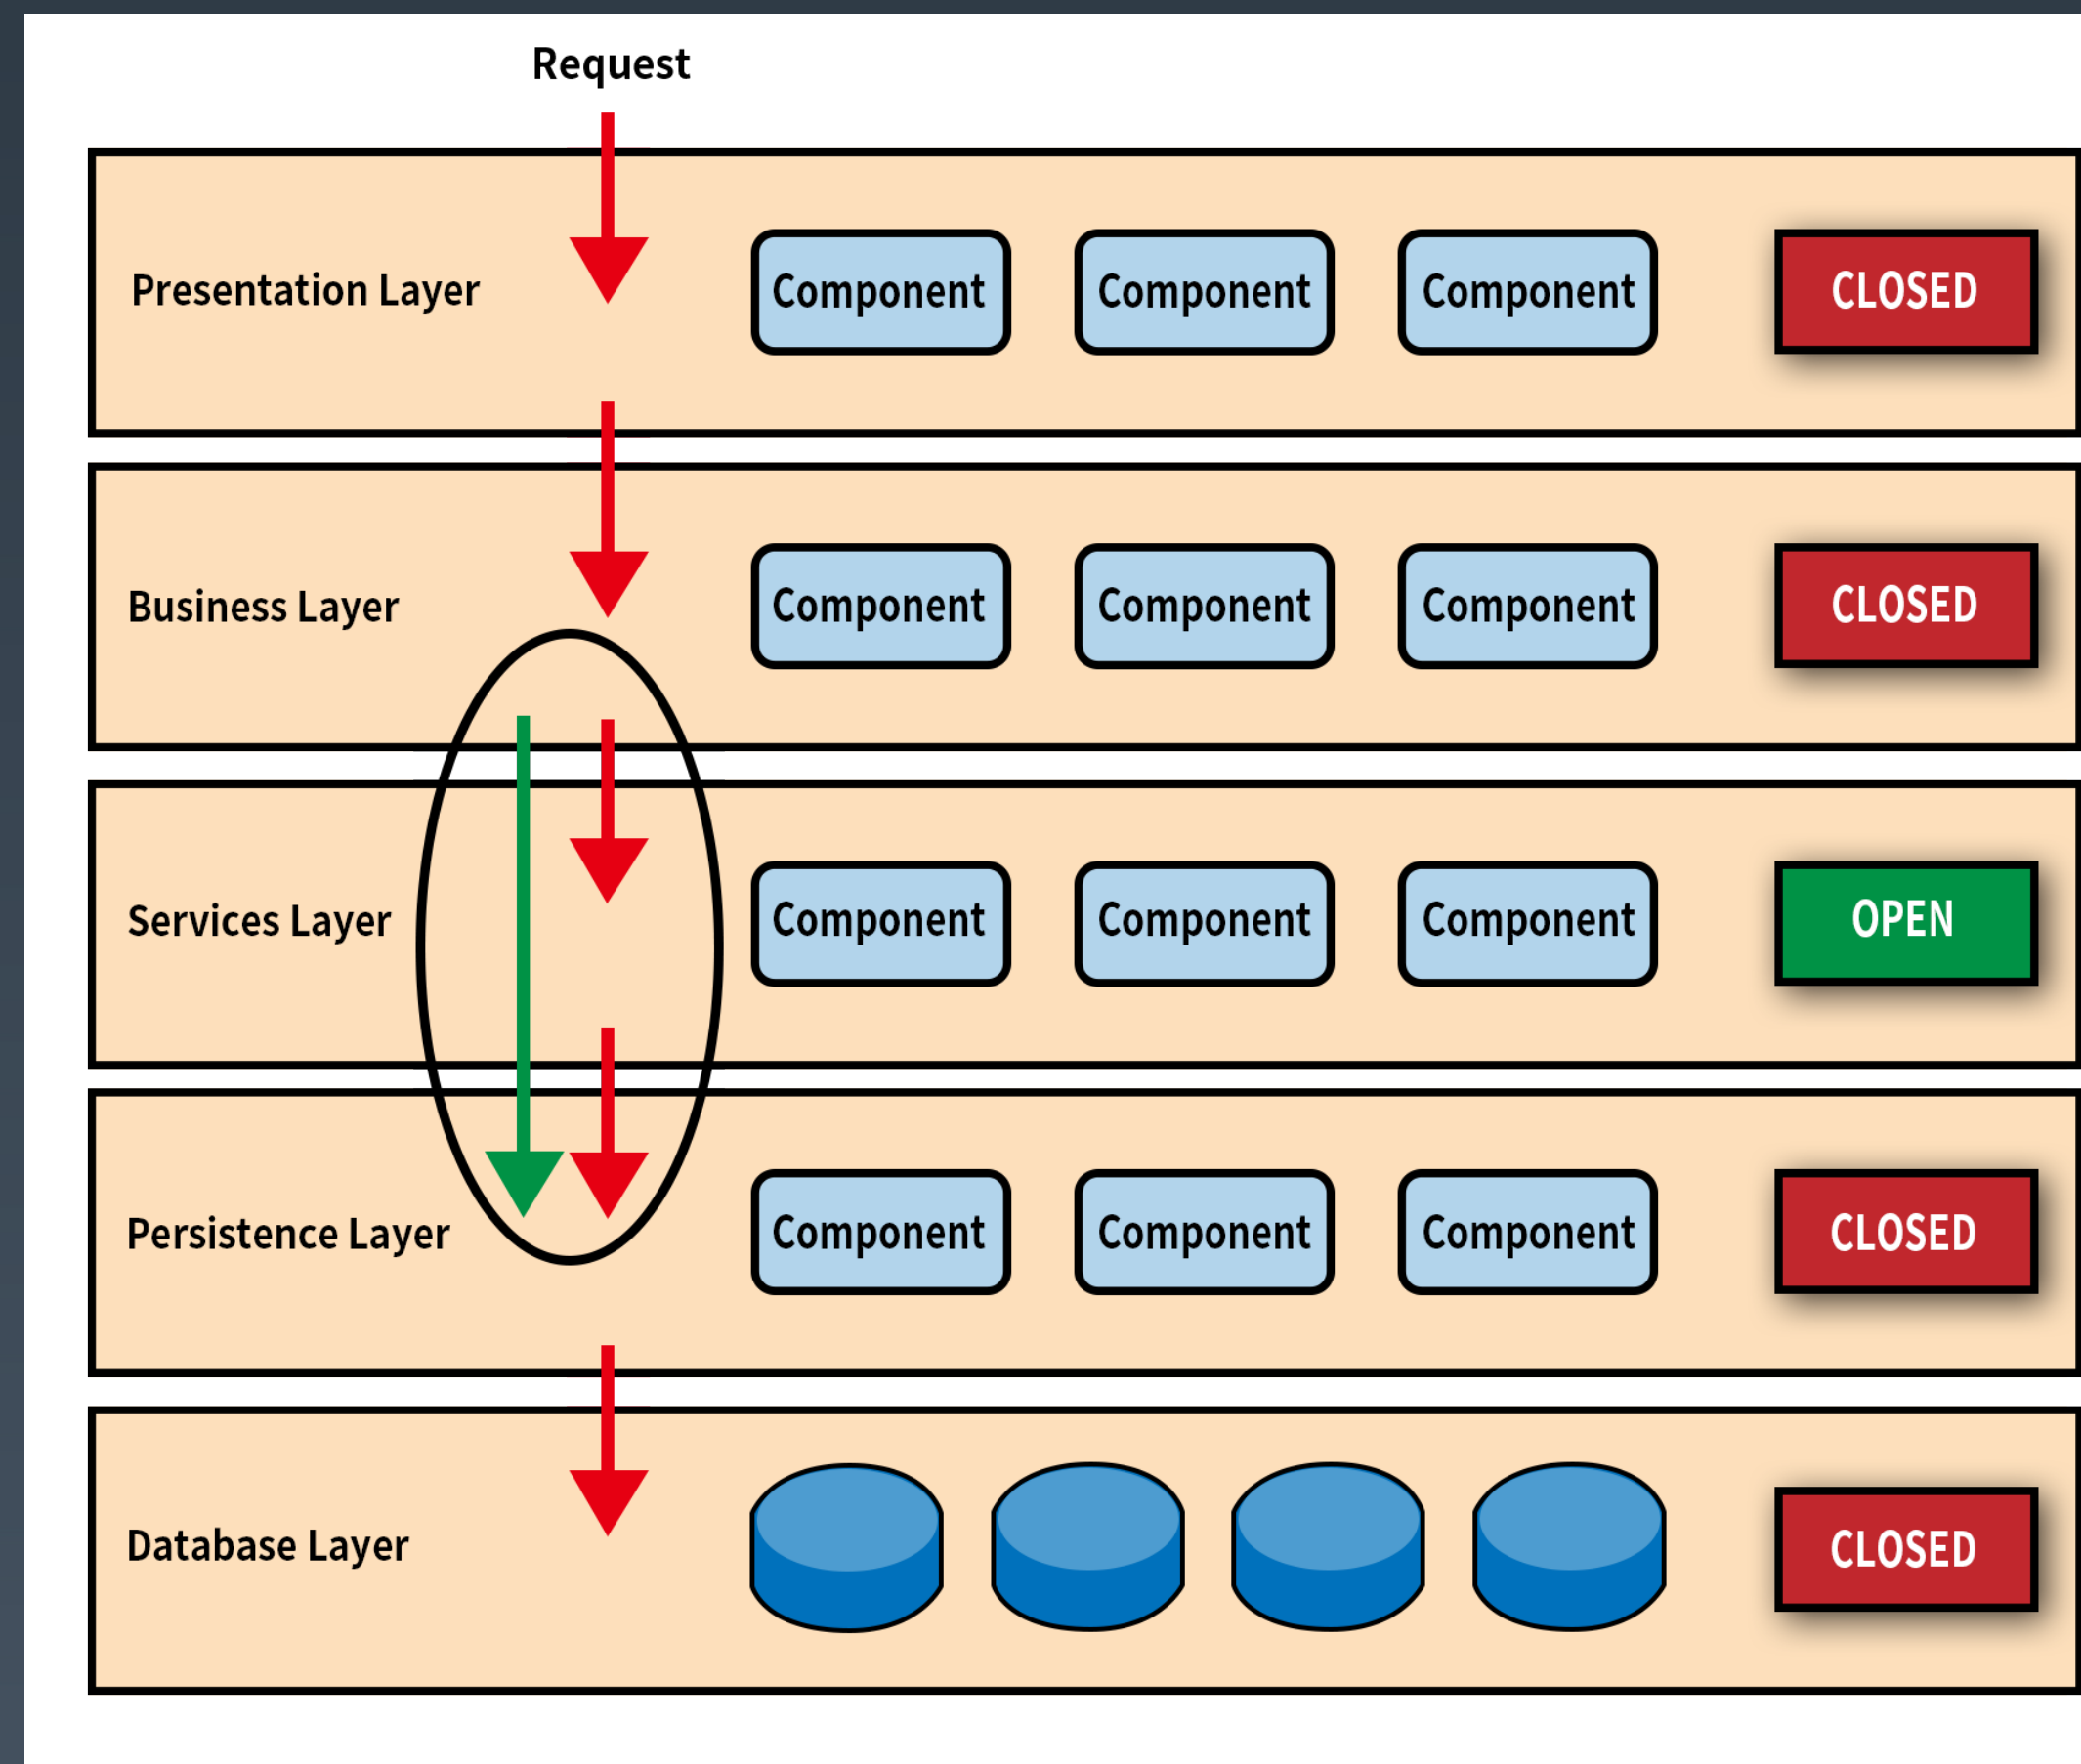 Request
Presentation Layer
Component
Component
Component
CLOSED
Business Layer
Component
Component
Component
CLOSED
Services Layer
Component
Component
Component
OPEN
Persistence Layer
Component
Component
Component
CLOSED
Database Layer
CLOSED